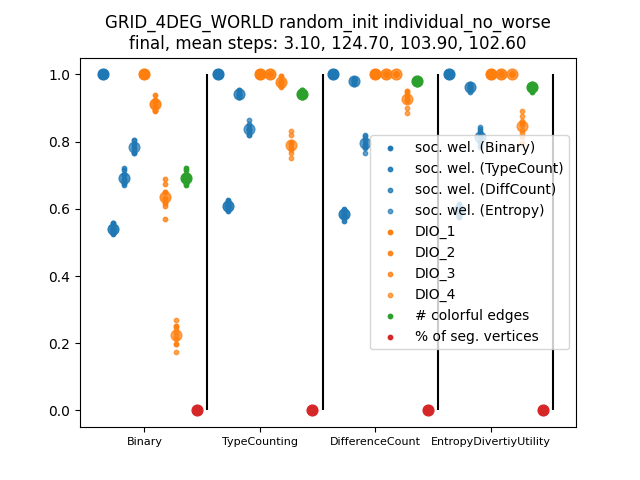 GRID_4DEG_WORLD random_init individual_no_worse
final, mean steps: 3.10, 124.70, 103.90, 102.60
1.0
0.8
0.6
0.4
0.2
0.0
soc. wel. (Binary)
soc. wel. (TypeCount)
soc. wel. (DiffCount)
soc. wel. (Entropy)
DIO_1
DIO_2
DIO_3
DIO_4
# colorful edges
% of seg. vertices
Binary
TypeCounting
DifferenceCount
EntropyDivertiyUtility